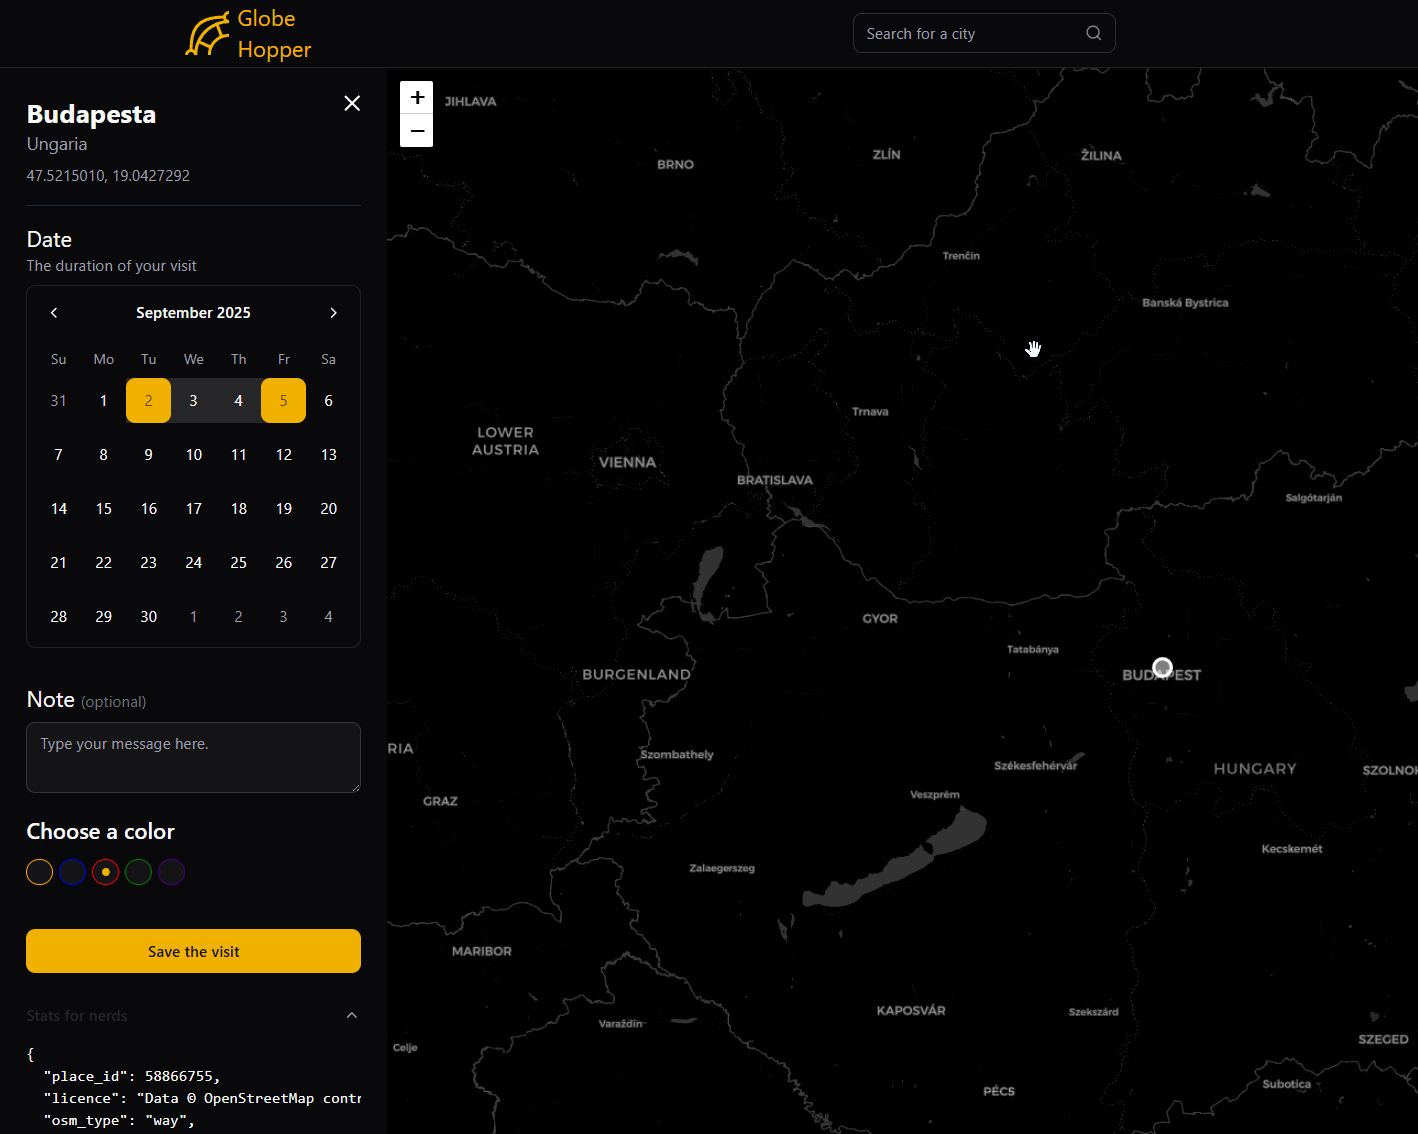 Globe
Hopper
Search for a city
Budapesta
Ungaria
47.5215010, 19.0427292
Date
The duration of your visit
September 2025
Su Mo Tu We Th Fr Sa
31 1 2 3 4 5 6
7 8 9 10 11 12 13
14 15 16 17 18 19 20
21 22 23 24 25 26 27
28 29 30 1 2 3 4
Note (optional)
Type your message here.
Choose a color
Save the visit
Stats for nerds
{
"place_id": 58866755,
"licence": "Data © OpenStreetMap contr
"osm_type": "way",
+
−
JIHLAVA
BRNO
ZLÍN
ŽILINA
Trenčín
Banská Bystrica
Trnava
LOWER
AUSTRIA
VIENNA
BRATISLAVA
Salgótarján
GYOR
Tatabánya
BURGENLAND
BUDAPEST
RIA
Szombathely
Székesfehérvár
HUNGARY
SZOLNOK
Veszprém
GRAZ
Kecskemét
Zalaegerszeg
MARIBOR
KAPOSVÁR
Szekszárd
Varaždin
SZEGED
Celje
PÉCS
Subotica